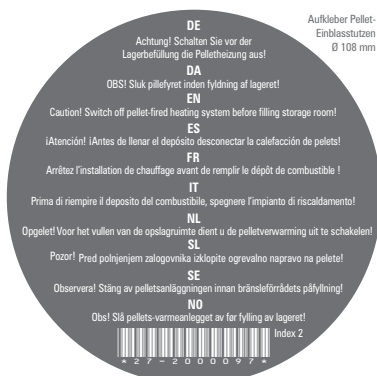 Aufkleber Pellet-
Einblasstutzen
Ø 108 mm
DE
Achtung! Schalten Sie vor der
Lagerbefüllung die Pelletheizung aus!
DA
OBS! Sluk pillefyret inden fyldning af lageret!
EN
Caution! Switch off pellet-fired heating system before filling storage room!
ES
¡Atención! ¡Antes de llenar el depósito desconectar la calefacción de pelets!
FR
Arrêtez l'installation de chauffage avant de remplir le dépôt de combustible !
IT
Prima di riempire il deposito del combustibile, spegnere l'impianto di riscaldamento!
NL
Opgelet! Voor het vullen van de opslagruimte dient u de pelletverwarming uit te schakelen!
SL
Pozor! Pred polnjenjem zalogovnika izklopite ogrevalno napravo na pelete!
SE
Observera! Stäng av pelletsanläggningen innan bränsleförrådets påfyllning!
NO
Obs! Slå pellets-varmeanlegget av før fylling av lageret!
Index 2
*27-2000097*